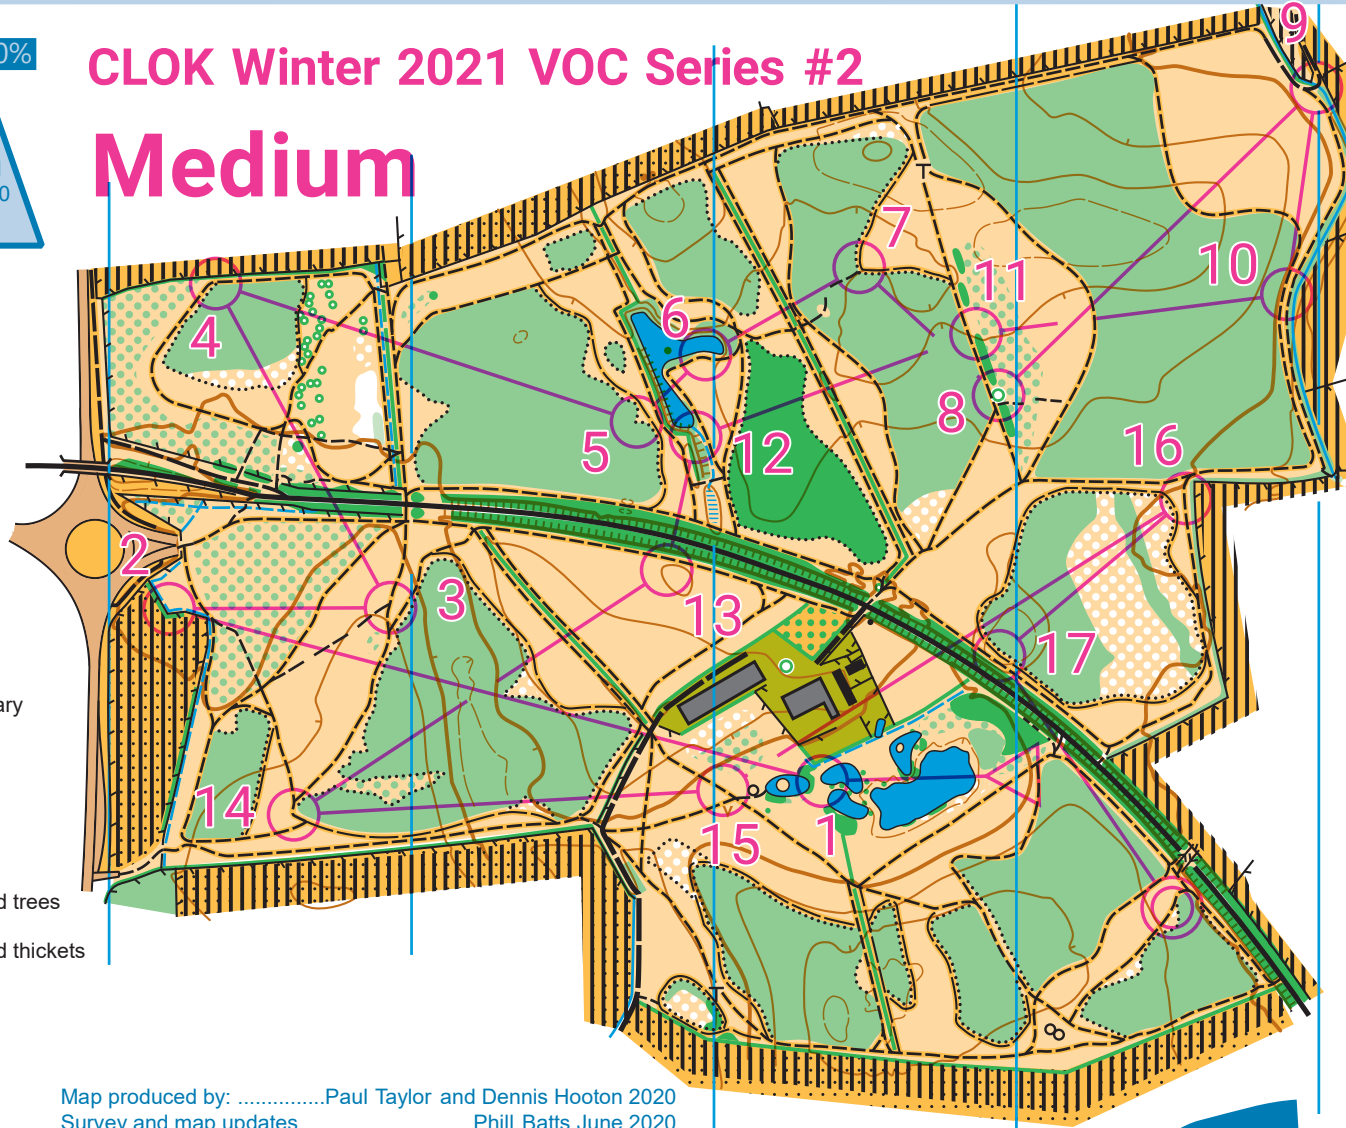 0%
CLOK Winter 2021 VOC Series #2
Medium
0
9
7
10
11
6
4
8
5
12
16
2
3
13
17
ary
14
1
15
d trees
d thickets
Map produced by: ...............Paul Taylor and Dennis Hooton 2020
Survey and map updates Phill Batts June 2020